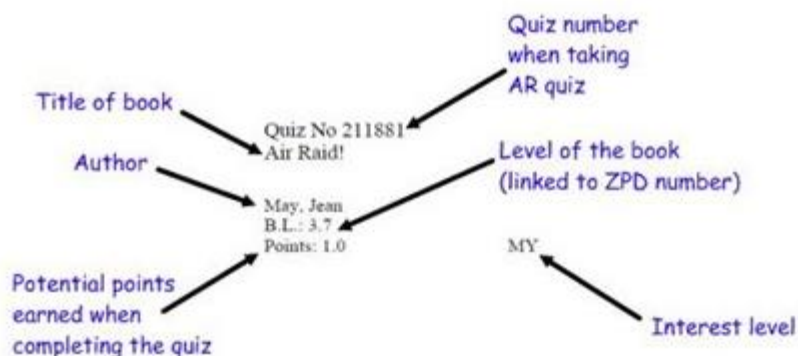 Quiz number
when taking
AR quiz
Title of book
Quiz No 211881
Air Raid!
Author
Level of the book
(linked to ZPD number)
May, Jean
B.L.: 3.7
Points: 1.0
MY
Potential points
earned when
completing the quiz
Interest level